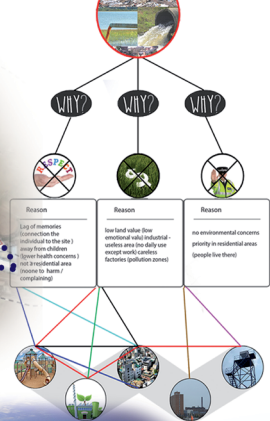 WHY?
WHY?
WHY?
RESPECT
Reason
Lag of memories
(connection the
individual to the site )
away from children
(lower health concerns )
not a residential area
(noone to harm /
complaining)
Reason
low land value (low
emotional valu) industrial -
useless area (no daily use
except work) careless
factories (pollution zones)
Reason
no environmental concerns
priority in residential areas
(people live there)